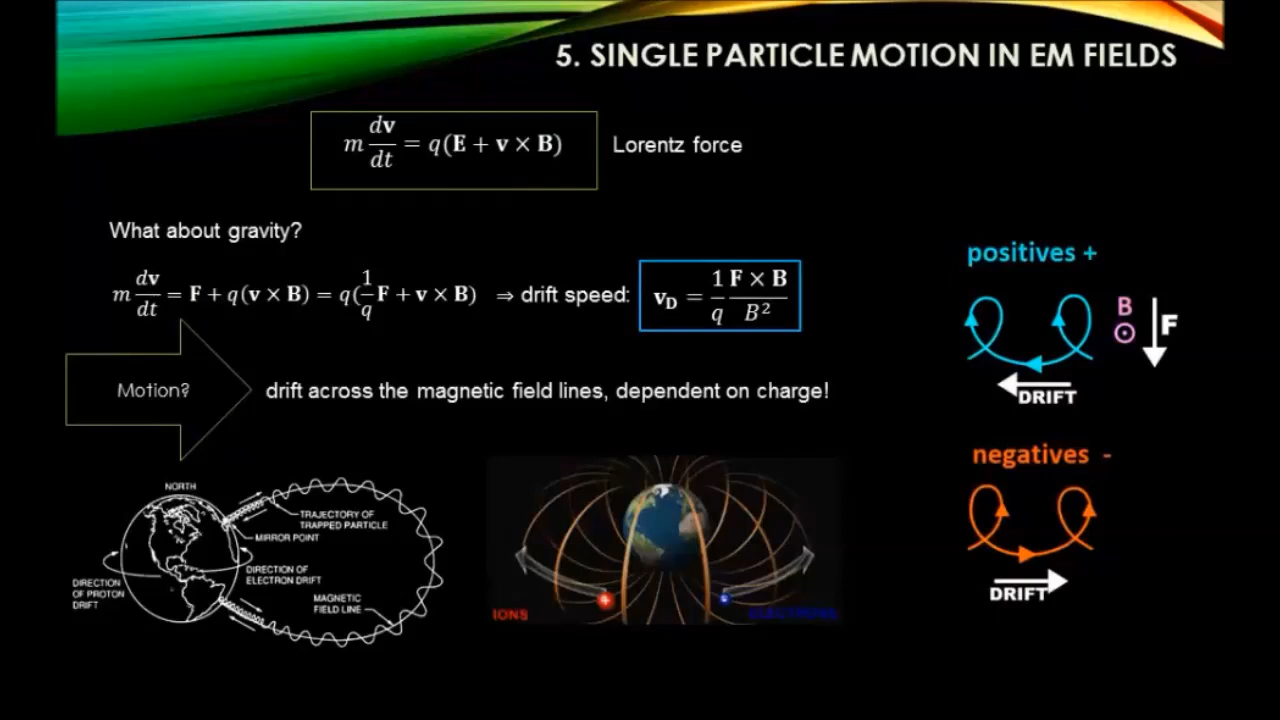 5. SINGLE PARTICLE MOTION IN EM FIELDS
m dv/dt = q(E + v × B) Lorentz force
What about gravity?
m dv/dt = F + q(v × B) = q(1/q F + v × B) ⇒ drift speed: v_D = 1/q F × B / B²
Motion? drift across the magnetic field lines, dependent on charge!
positives +
B
⊙
F
DRIFT
negatives -
DRIFT
NORTH
TRAJECTORY OF
TRAPPED PARTICLE
MIRROR POINT
DIRECTION OF
ELECTRON DRIFT
DIRECTION
OF PROTON
DRIFT
MAGNETIC
FIELD LINE
IONS
+
-
ELECTRONS